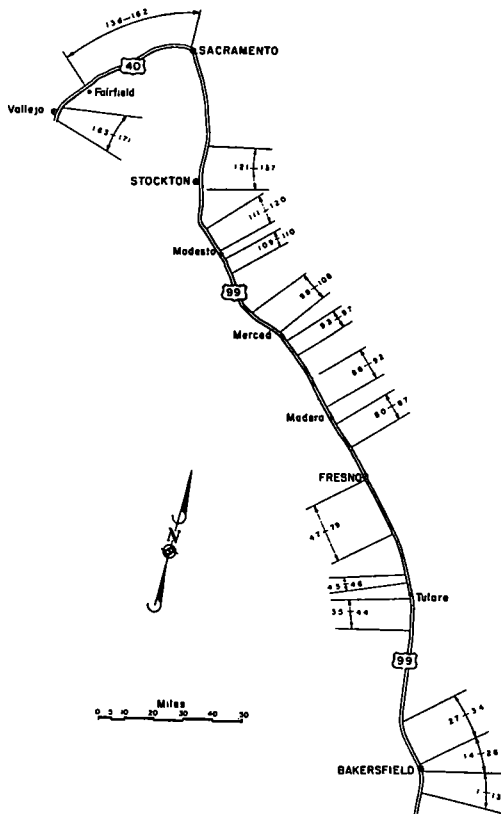 136-162
SACRAMENTO
40
Fairfield
Vallejo
163-171
121-137
STOCKTON
111-120
109-110
Modesto
99
98-108
93-97
Merced
88-92
80-87
Madera
FRESNO
47-79
N
45-46
35-44
Tulare
99
Miles
0 5 10 20 30 40 50
27-34
14-26
BAKERSFIELD
1-13